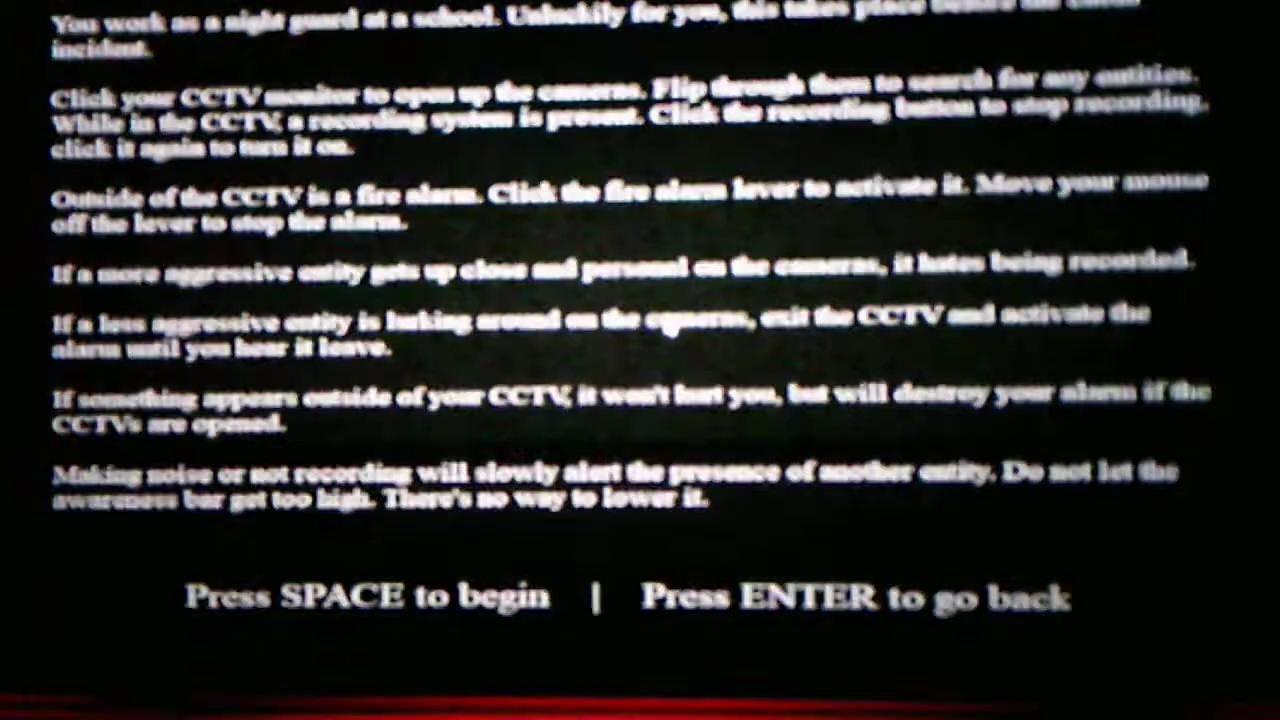 You work as a night guard at a school. Unluckily for you, this takes place before the
incident.
Click your CCTV monitor to open up the cameras. Flip through them to search for any entities.
While in the CCTV, a recording system is present. Click the recording button to stop recording,
click it again to turn it on.
Outside of the CCTV is a fire alarm. Click the fire alarm lever to activate it. Move your mouse
off the lever to stop the alarm.
If a more aggressive entity gets up close and personal on the cameras, it hates being recorded.
If a less aggressive entity is lurking around on the cameras, exit the CCTV and activate the
alarm until you hear it leave.
If something appears outside of your CCTV, it won't hurt you, but will destroy your alarm if the
CCTVs are opened.
Making noise or not recording will slowly alert the presence of another entity. Do not let the
awareness bar get too high. There's no way to lower it.
Press SPACE to begin | Press ENTER to go back